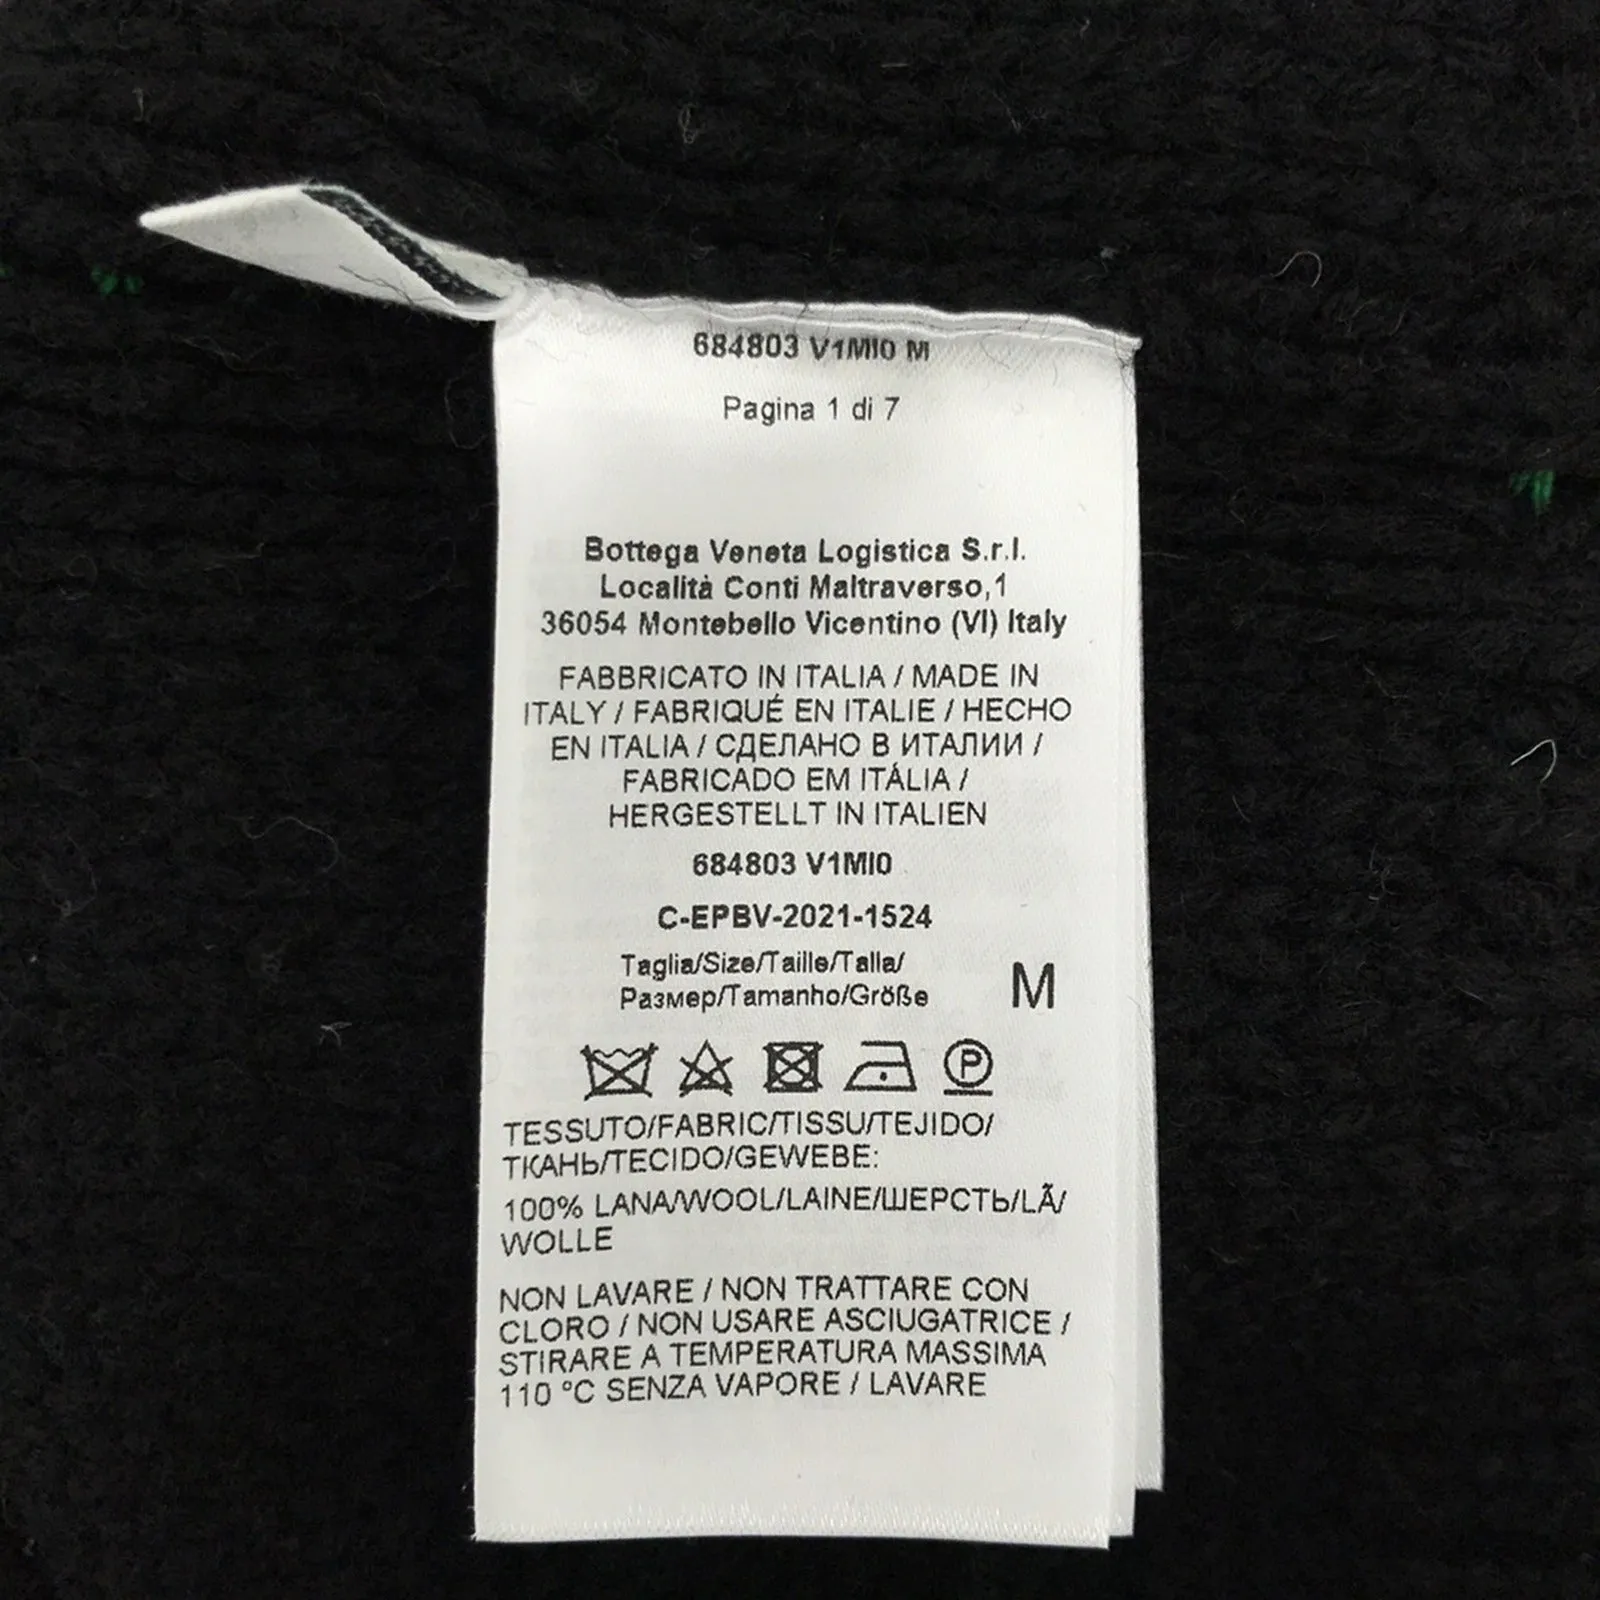 684803 V1MI0 M
Pagina 1 di 7
Bottega Veneta Logistica S.r.l.
Località Conti Maltraverso,1
36054 Montebello Vicentino (VI) Italy
FABBRICATO IN ITALIA / MADE IN
ITALY / FABRIQUÉ EN ITALIE / HECHO
EN ITALIA / СДЕЛАНО В ИТАЛИИ /
FABRICADO EM ITÁLIA /
HERGESTELLT IN ITALIEN
684803 V1MI0
C-EPBV-2021-1524
Taglia/Size/Taille/Talla/
Размер/Tamanho/Größe M
P
TESSUTO/FABRIC/TISSU/TEJIDO/
ТКАНЬ/TECIDO/GEWEBE:
100% LANA/WOOL/LAINE/ШЕРСТЬ/LÃ/
WOLLE
NON LAVARE / NON TRATTARE CON
CLORO / NON USARE ASCIUGATRICE /
STIRARE A TEMPERATURA MASSIMA
110 °C SENZA VAPORE / LAVARE